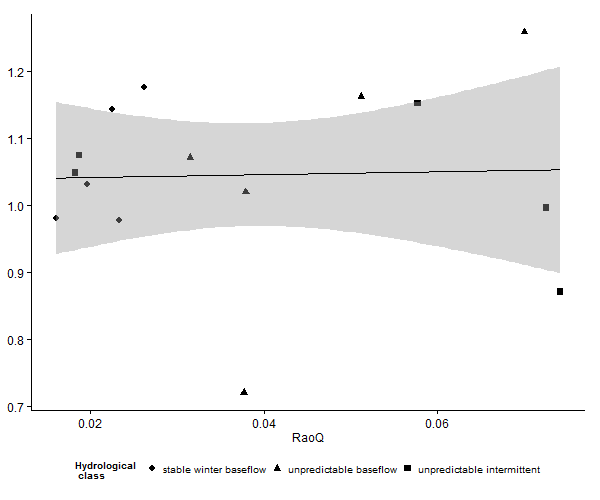 1.2
1.1
1.0
0.9
0.8
0.7
0.02 0.04 0.06
RaoQ
Hydrological
class
stable winter baseflow unpredictable baseflow unpredictable intermittent